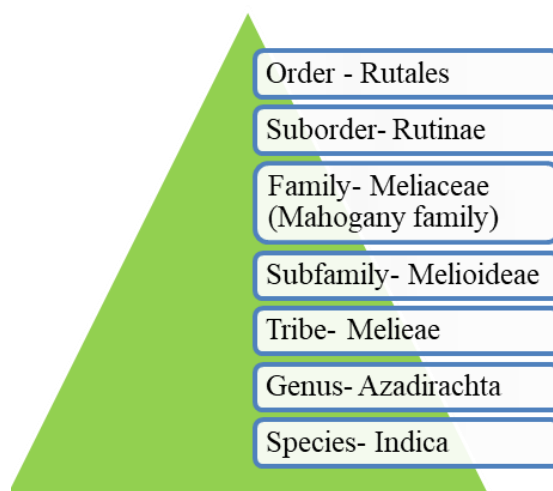 Order - Rutales
Suborder- Rutinae
Family- Meliaceae
(Mahogany family)
Subfamily- Melioideae
Tribe- Melieae
Genus- Azadirachta
Species- Indica